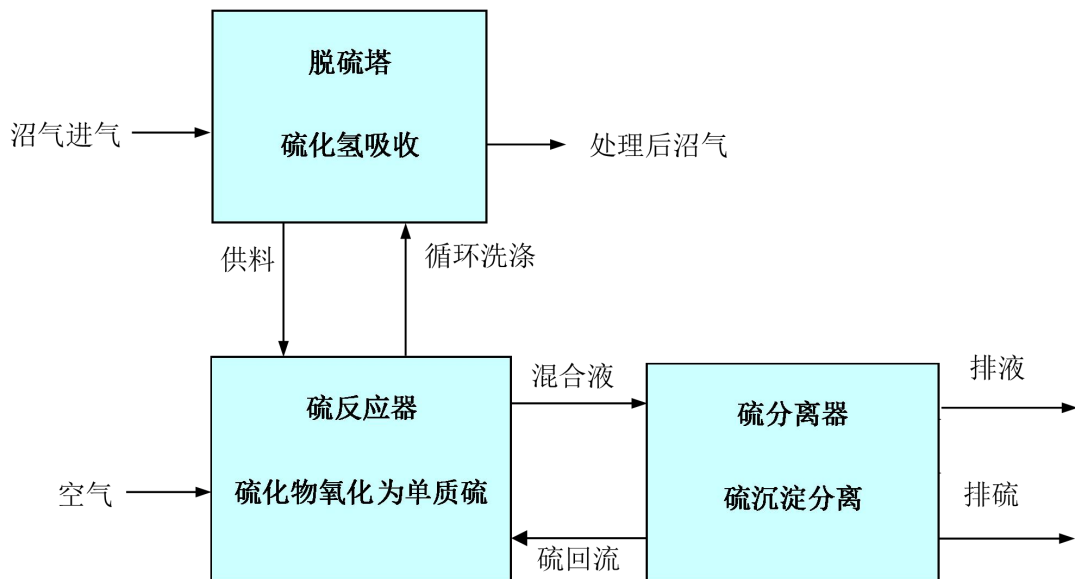 脱硫塔
沼气进气
硫化氢吸收
处理后沼气
供料
循环洗涤
混合液
排液
硫反应器
硫分离器
空气
硫化物氧化为单质硫
硫沉淀分离
排硫
硫回流